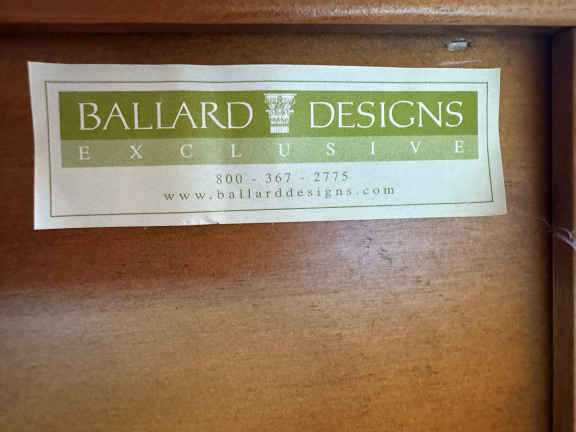 BALLARD DESIGNS
EXCLUSIVE
800 - 367 - 2775
www.ballarddesigns.com